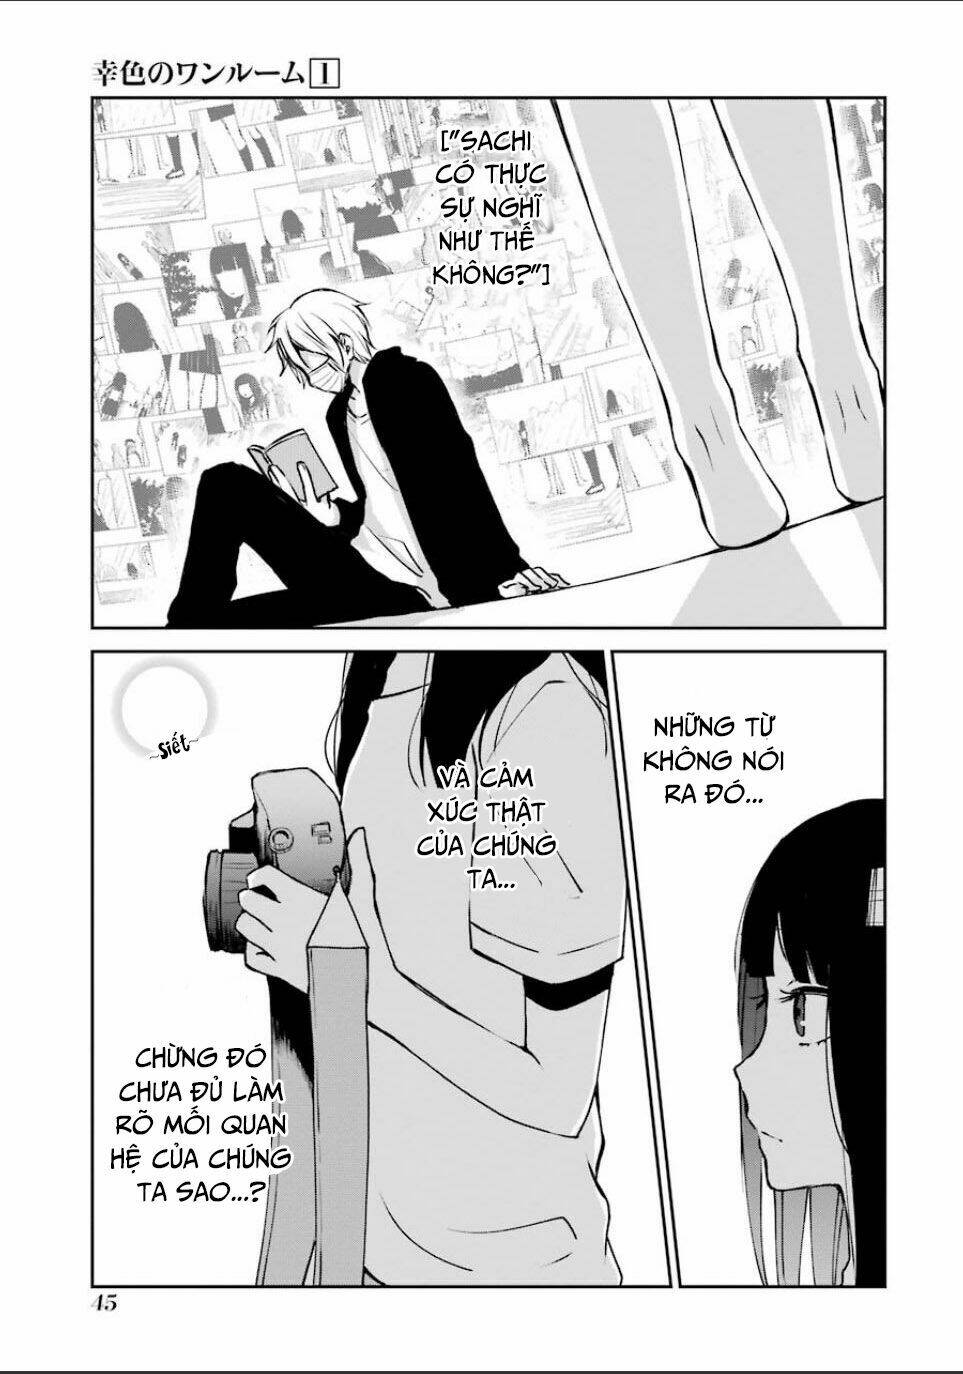 幸色のワンルーム1
["SACHI
CÓ THỰC
SỰ NGHĨ
NHƯ THẾ
KHÔNG?"]
NHỮNG TỪ
KHÔNG NÓI
RA ĐÓ...
~Siết~
VÀ CẢM
XÚC THẬT
CỦA CHÚNG
TA...
CHỪNG ĐÓ
CHƯA ĐỦ LÀM
RÕ MỐI QUAN
HỆ CỦA CHÚNG
TA SAO...?
45